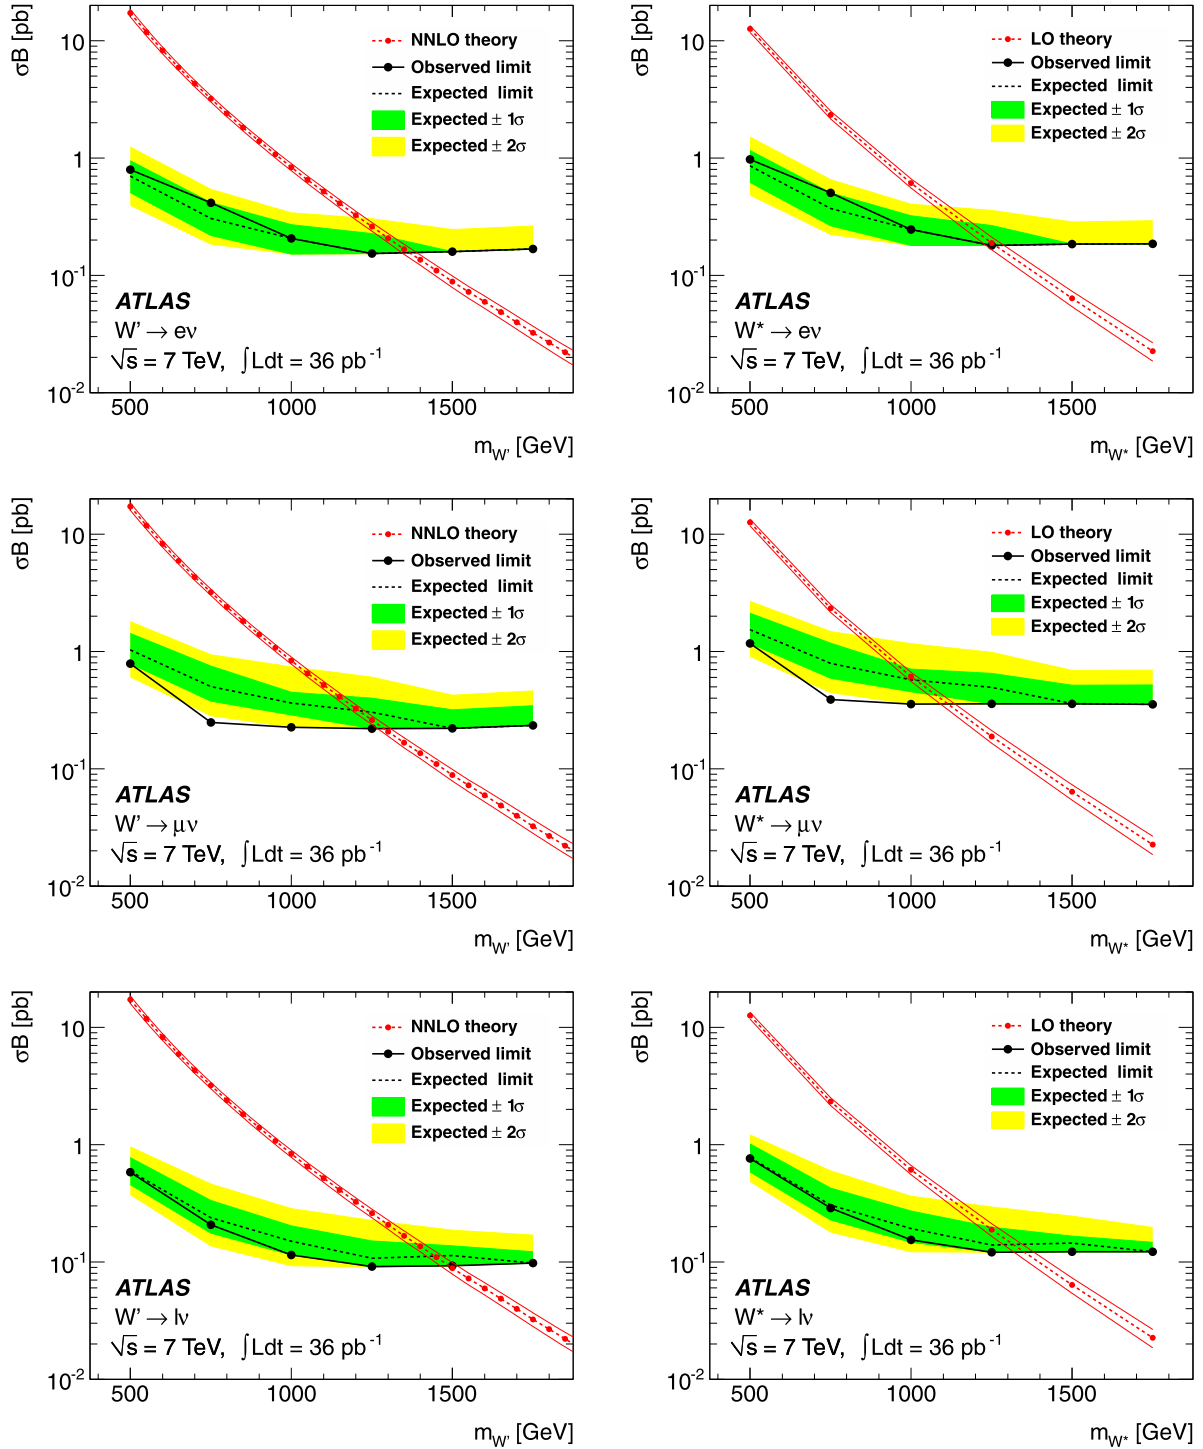 σB [pb]
10
1
10⁻¹
10⁻²
NNLO theory
Observed limit
Expected limit
Expected ± 1σ
Expected ± 2σ
ATLAS
W' → eν
√s = 7 TeV, ∫Ldt = 36 pb⁻¹
500 1000 1500
m_W' [GeV]
σB [pb]
10
1
10⁻¹
10⁻²
LO theory
Observed limit
Expected limit
Expected ± 1σ
Expected ± 2σ
ATLAS
W* → eν
√s = 7 TeV, ∫Ldt = 36 pb⁻¹
500 1000 1500
m_W* [GeV]
σB [pb]
10
1
10⁻¹
10⁻²
NNLO theory
Observed limit
Expected limit
Expected ± 1σ
Expected ± 2σ
ATLAS
W' → μν
√s = 7 TeV, ∫Ldt = 36 pb⁻¹
500 1000 1500
m_W' [GeV]
σB [pb]
10
1
10⁻¹
10⁻²
LO theory
Observed limit
Expected limit
Expected ± 1σ
Expected ± 2σ
ATLAS
W* → μν
√s = 7 TeV, ∫Ldt = 36 pb⁻¹
500 1000 1500
m_W* [GeV]
σB [pb]
10
1
10⁻¹
10⁻²
NNLO theory
Observed limit
Expected limit
Expected ± 1σ
Expected ± 2σ
ATLAS
W' → lν
√s = 7 TeV, ∫Ldt = 36 pb⁻¹
500 1000 1500
m_W' [GeV]
σB [pb]
10
1
10⁻¹
10⁻²
LO theory
Observed limit
Expected limit
Expected ± 1σ
Expected ± 2σ
ATLAS
W* → lν
√s = 7 TeV, ∫Ldt = 36 pb⁻¹
500 1000 1500
m_W* [GeV]